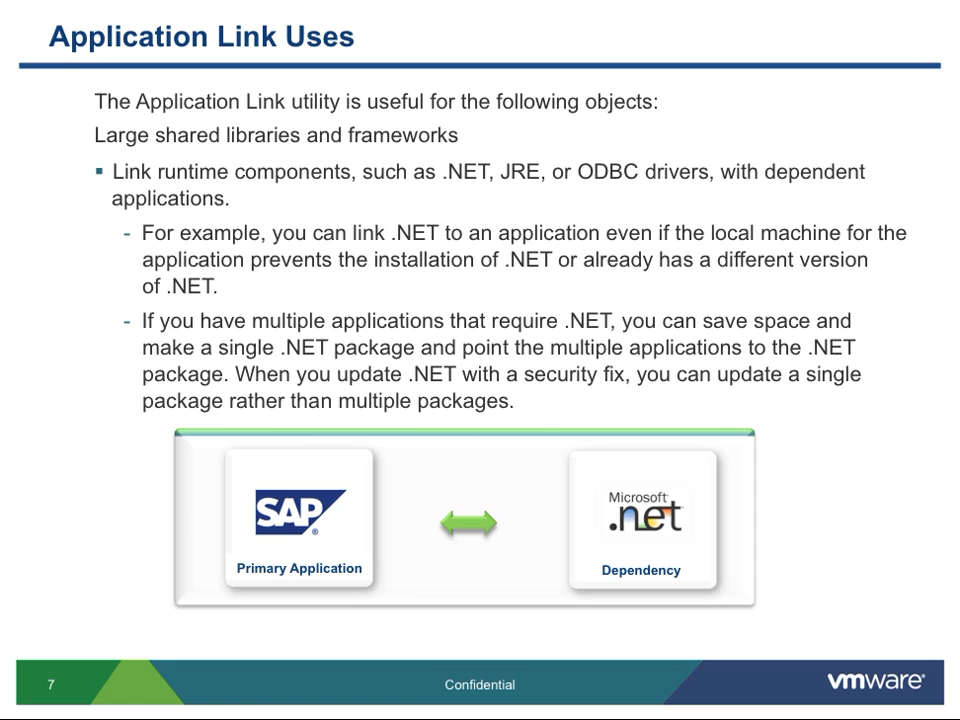 Application Link Uses
The Application Link utility is useful for the following objects:
Large shared libraries and frameworks
▪ Link runtime components, such as .NET, JRE, or ODBC drivers, with dependent
applications.
- For example, you can link .NET to an application even if the local machine for the
application prevents the installation of .NET or already has a different version
of .NET.
- If you have multiple applications that require .NET, you can save space and
make a single .NET package and point the multiple applications to the .NET
package. When you update .NET with a security fix, you can update a single
package rather than multiple packages.
SAP®
Primary Application
Microsoft
.net
Dependency
7
Confidential
vmware®